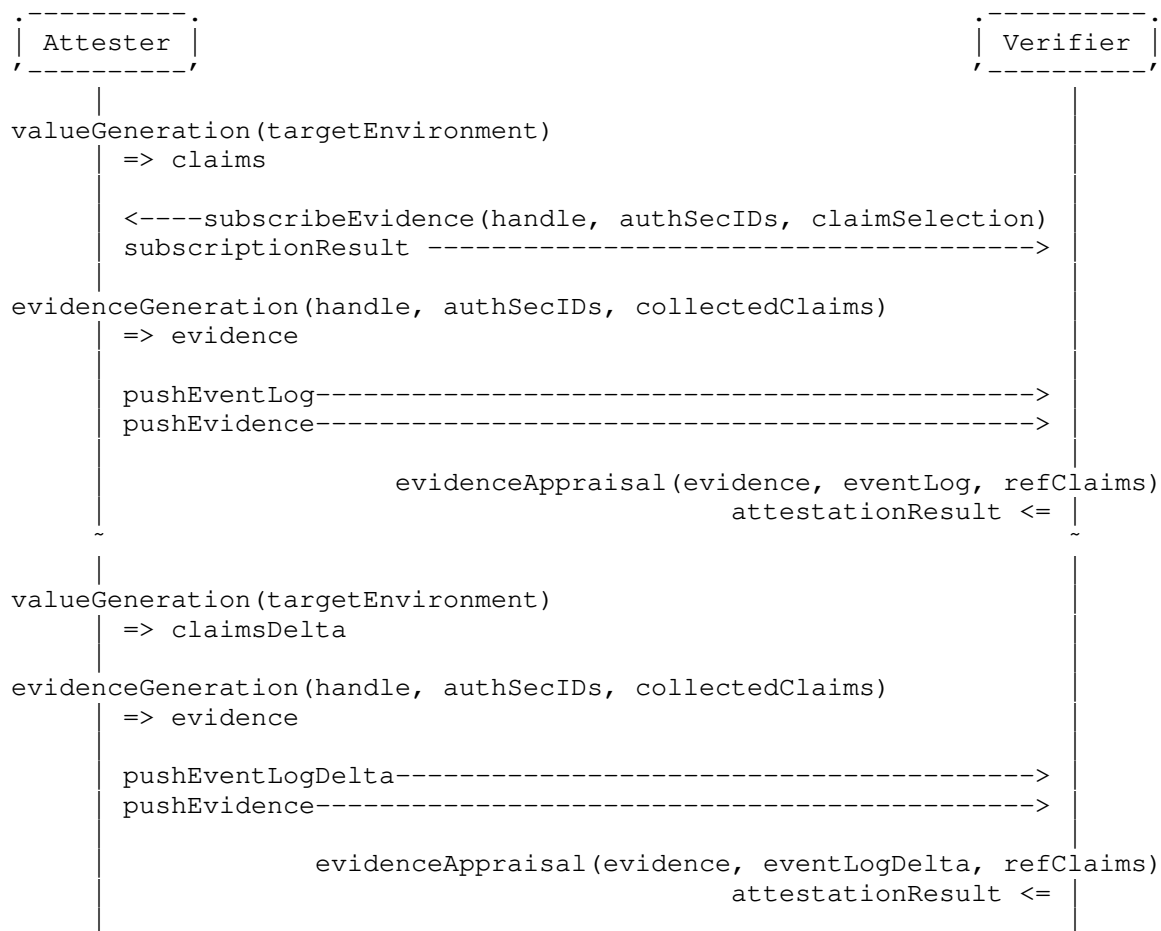 Attester Verifier
valueGeneration(targetEnvironment)
=> claims
<----subscribeEvidence(handle, authSecIDs, claimSelection)
subscriptionResult -------------------------------------->
evidenceGeneration(handle, authSecIDs, collectedClaims)
=> evidence
pushEventLog--------------------------------------------->
pushEvidence--------------------------------------------->
evidenceAppraisal(evidence, eventLog, refClaims)
attestationResult <=
~ ~
valueGeneration(targetEnvironment)
=> claimsDelta
evidenceGeneration(handle, authSecIDs, collectedClaims)
=> evidence
pushEventLogDelta---------------------------------------->
pushEvidence--------------------------------------------->
evidenceAppraisal(evidence, eventLogDelta, refClaims)
attestationResult <=